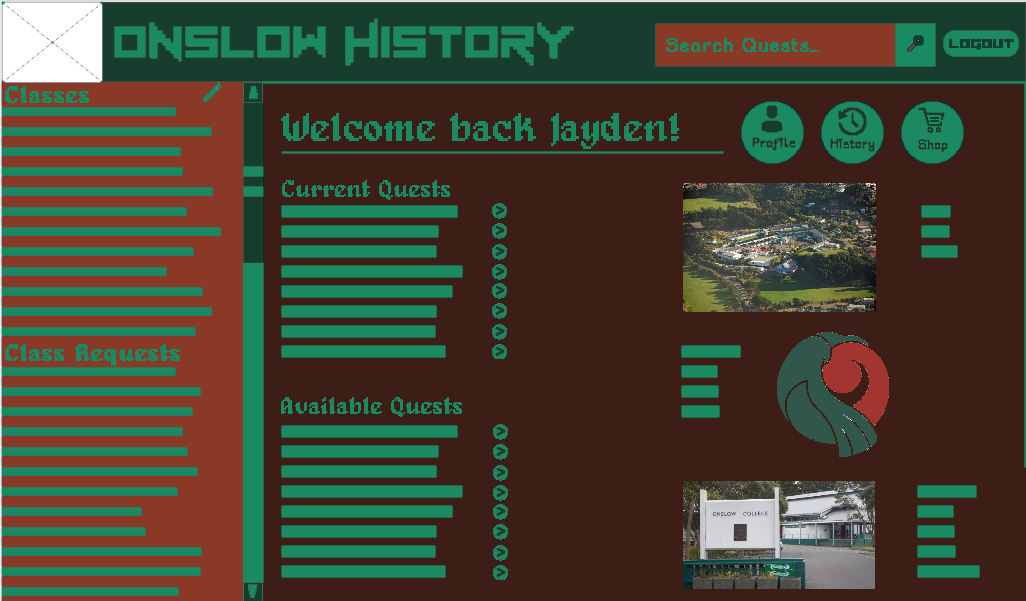 ONSLOW HISTORY
Search Quests...
LOGOUT
Classes
Welcome back Jayden!
Profile
History
Shop
Current Quests
Class Requests
Available Quests
ONSLOW COLLEGE